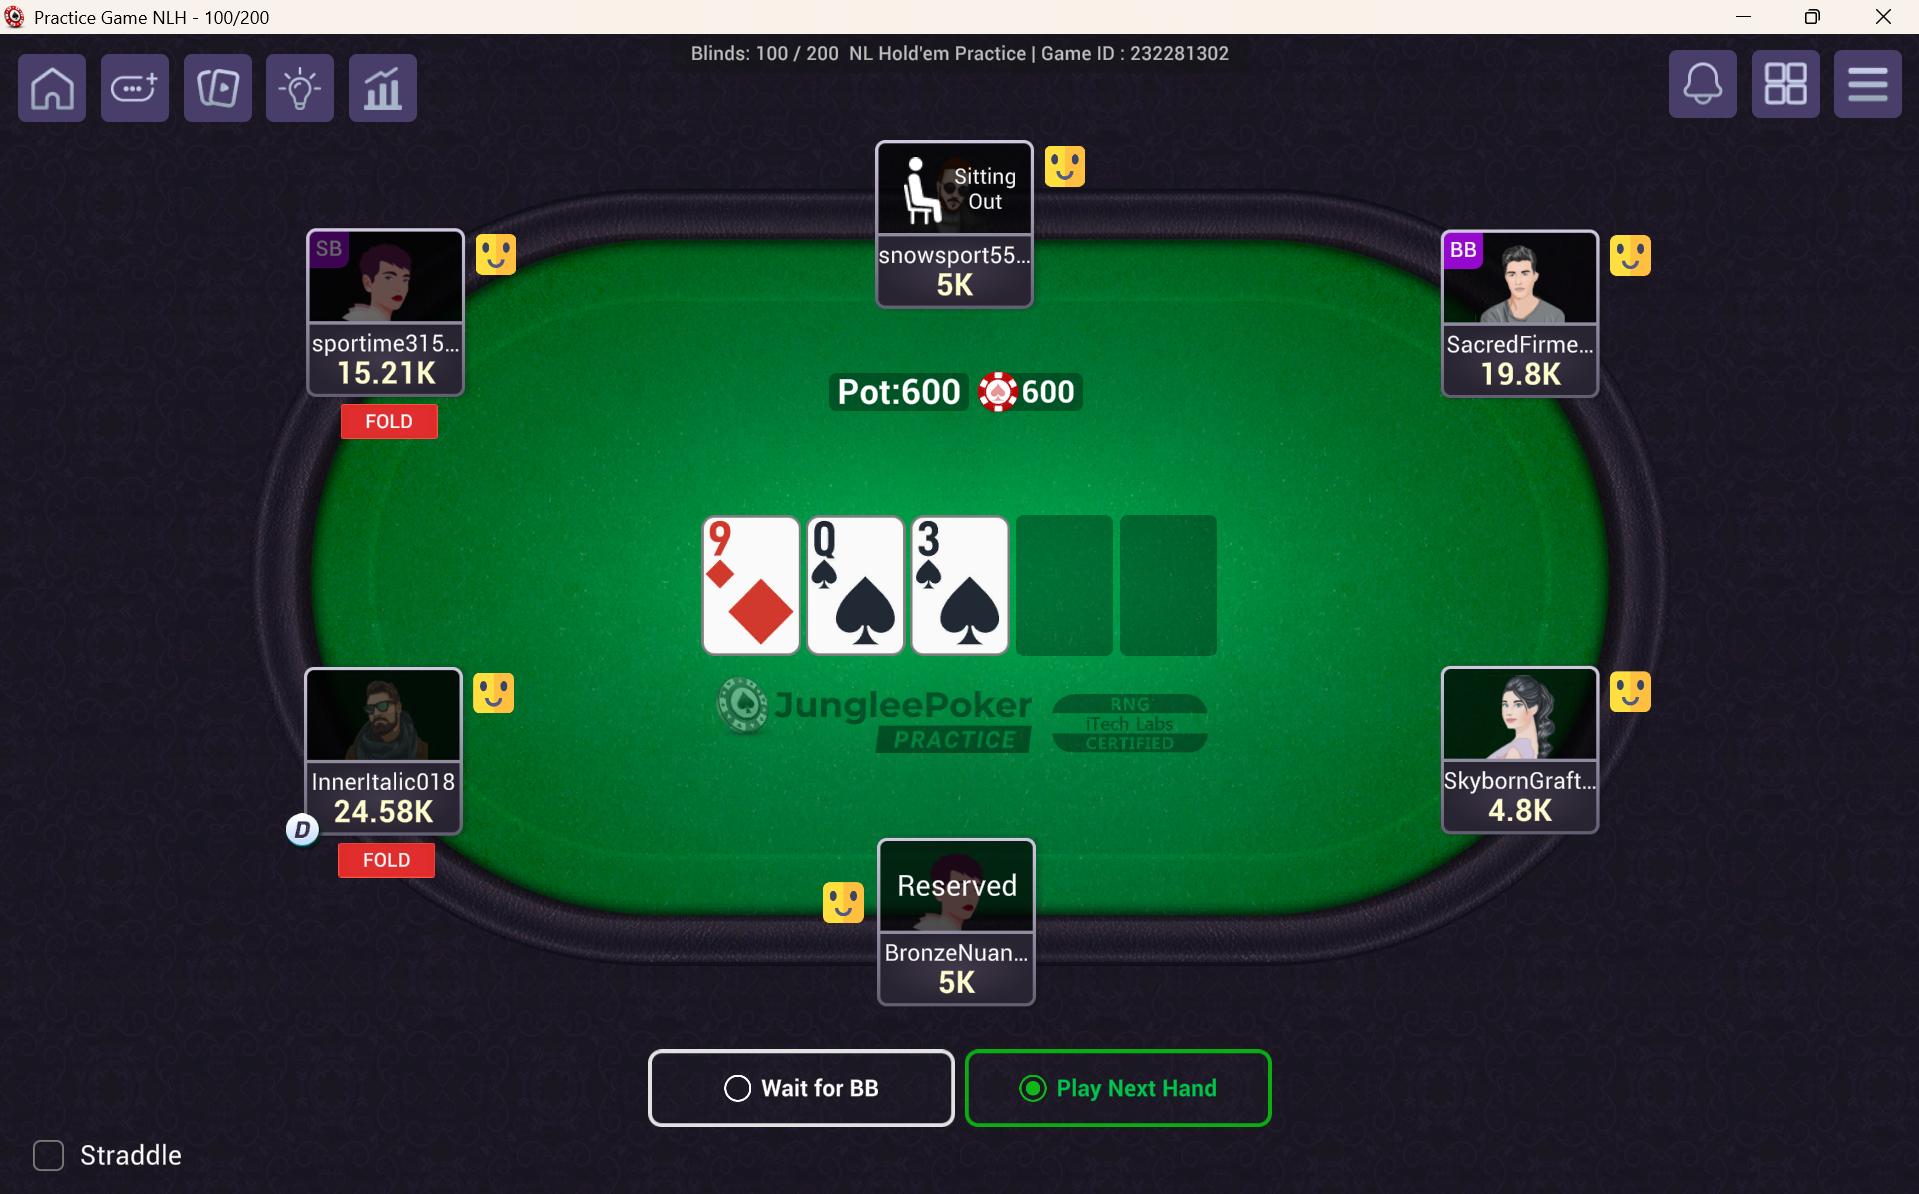 Practice Game NLH - 100/200
Blinds: 100 / 200 NL Hold'em Practice | Game ID : 232281302
Sitting
Out
snowsport55...
5K
SB
sportime315...
15.21K
FOLD
BB
SacredFirme...
19.8K
Pot:600 600
9 Q 3
JungleePoker
PRACTICE
RNG
iTech Labs
CERTIFIED
InnerItalic018
24.58K
D
FOLD
SkybornGraft...
4.8K
Reserved
BronzeNuan...
5K
Wait for BB
Play Next Hand
Straddle